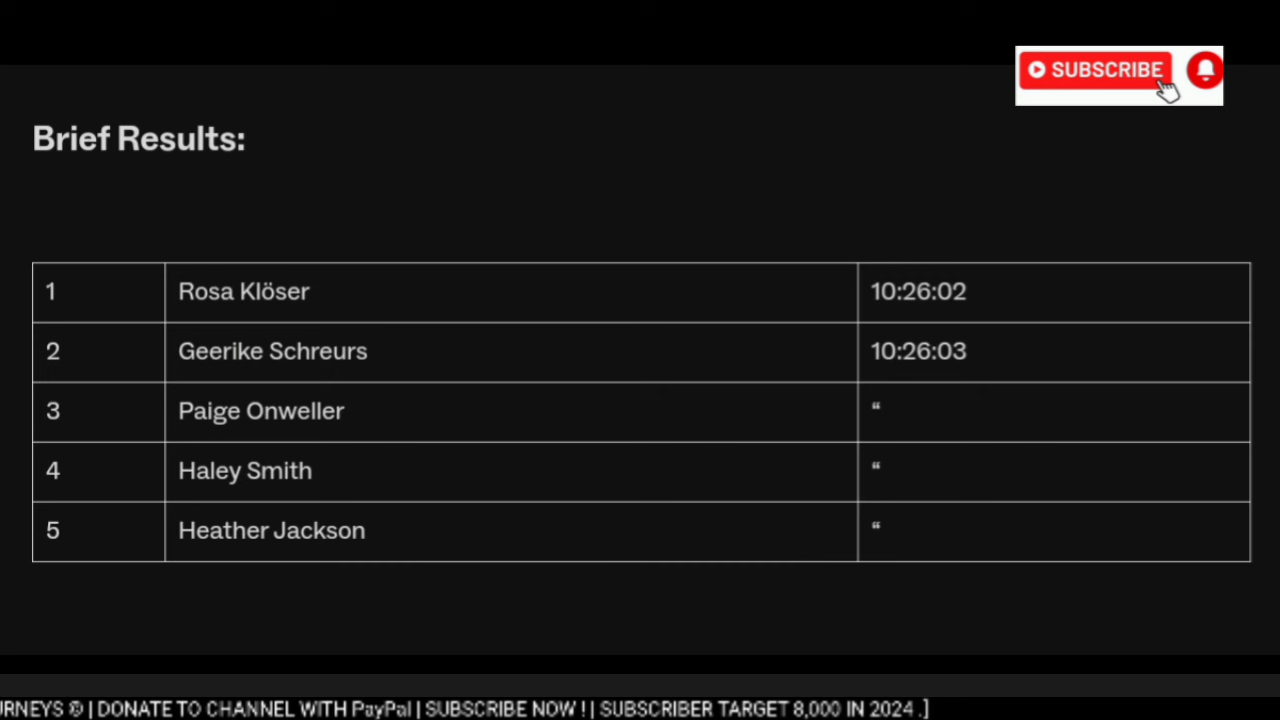 SUBSCRIBE
Brief Results:
1 Rosa Klöser 10:26:02
2 Geerike Schreurs 10:26:03
3 Paige Onweller “
4 Haley Smith “
5 Heather Jackson “
URNEYS © | DONATE TO CHANNEL WITH PayPal | SUBSCRIBE NOW ! | SUBSCRIBER TARGET 8,000 IN 2024 .]